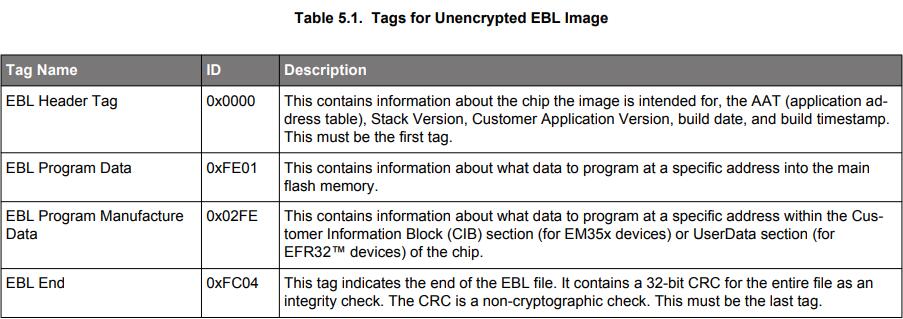 Table 5.1. Tags for Unencrypted EBL Image
Tag Name ID Description
EBL Header Tag 0x0000 This contains information about the chip the image is intended for, the AAT (application ad-
dress table), Stack Version, Customer Application Version, build date, and build timestamp.
This must be the first tag.
EBL Program Data 0xFE01 This contains information about what data to program at a specific address into the main
flash memory.
EBL Program Manufacture 0x02FE This contains information about what data to program at a specific address within the Cus-
Data tomer Information Block (CIB) section (for EM35x devices) or UserData section (for
EFR32™ devices) of the chip.
EBL End 0xFC04 This tag indicates the end of the EBL file. It contains a 32-bit CRC for the entire file as an
integrity check. The CRC is a non-cryptographic check. This must be the last tag.